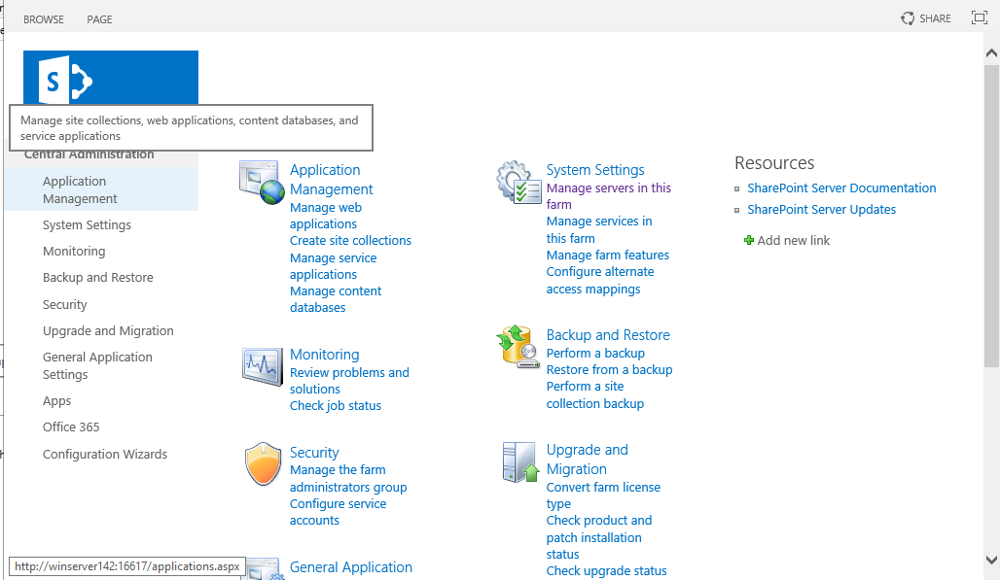 BROWSE PAGE
SHARE
S
Manage site collections, web applications, content databases, and
service applications
Central Administration
Application
Management
System Settings
Monitoring
Backup and Restore
Security
Upgrade and Migration
General Application
Settings
Apps
Office 365
Configuration Wizards
Application
Management
Manage web
applications
Create site collections
Manage service
applications
Manage content
databases
Monitoring
Review problems and
solutions
Check job status
Security
Manage the farm
administrators group
Configure service
accounts
General Application
System Settings
Manage servers in this
farm
Manage services in
this farm
Manage farm features
Configure alternate
access mappings
Backup and Restore
Perform a backup
Restore from a backup
Perform a site
collection backup
Upgrade and
Migration
Convert farm license
type
Check product and
patch installation
status
Check upgrade status
Resources
SharePoint Server Documentation
SharePoint Server Updates
Add new link
http://winserver142:16617/applications.aspx